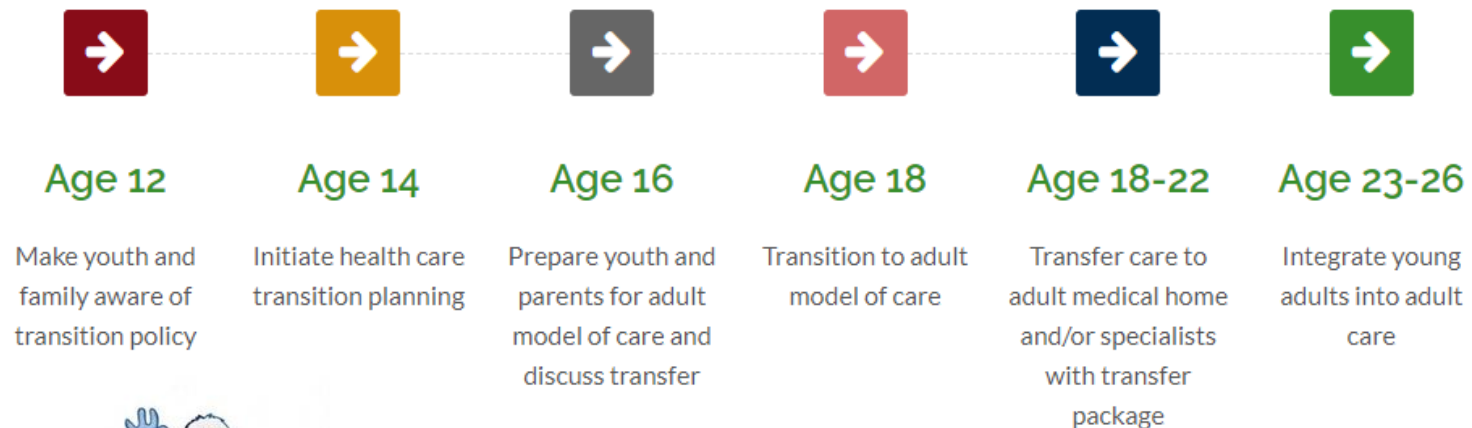 Age 12
Make youth and
family aware of
transition policy
Age 14
Initiate health care
transition planning
Age 16
Prepare youth and
parents for adult
model of care and
discuss transfer
Age 18
Transition to adult
model of care
Age 18-22
Transfer care to
adult medical home
and/or specialists
with transfer
package
Age 23-26
Integrate young
adults into adult
care